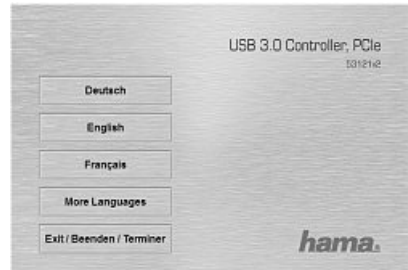 USB 3.0 Controller, PCIe
53121v2
Deutsch
English
Français
More Languages
Exit / Beenden / Terminer
hama.